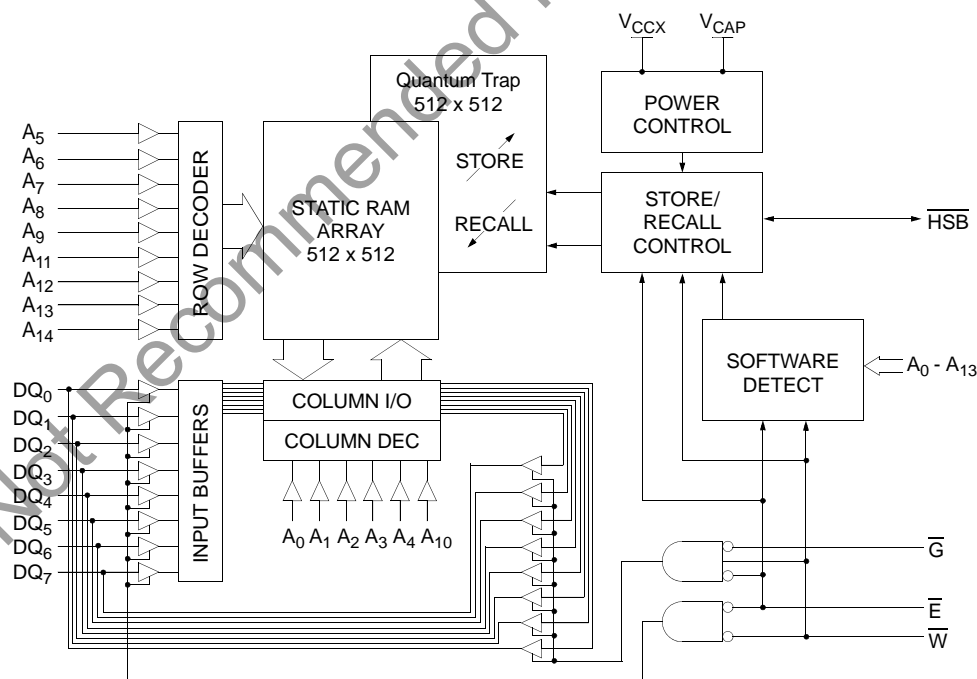 V_CCX V_CAP
Quantum Trap
512 x 512
POWER
CONTROL
A5
A6
A7
A8
A9
A11
A12
A13
A14
ROW DECODER
STATIC RAM
ARRAY
512 x 512
STORE
RECALL
STORE/
RECALL
CONTROL
HSB
SOFTWARE
DETECT
A0 - A13
DQ0
DQ1
DQ2
DQ3
DQ4
DQ5
DQ6
DQ7
INPUT BUFFERS
COLUMN I/O
COLUMN DEC
A0 A1 A2 A3 A4 A10
G
E
W
Not Recommended